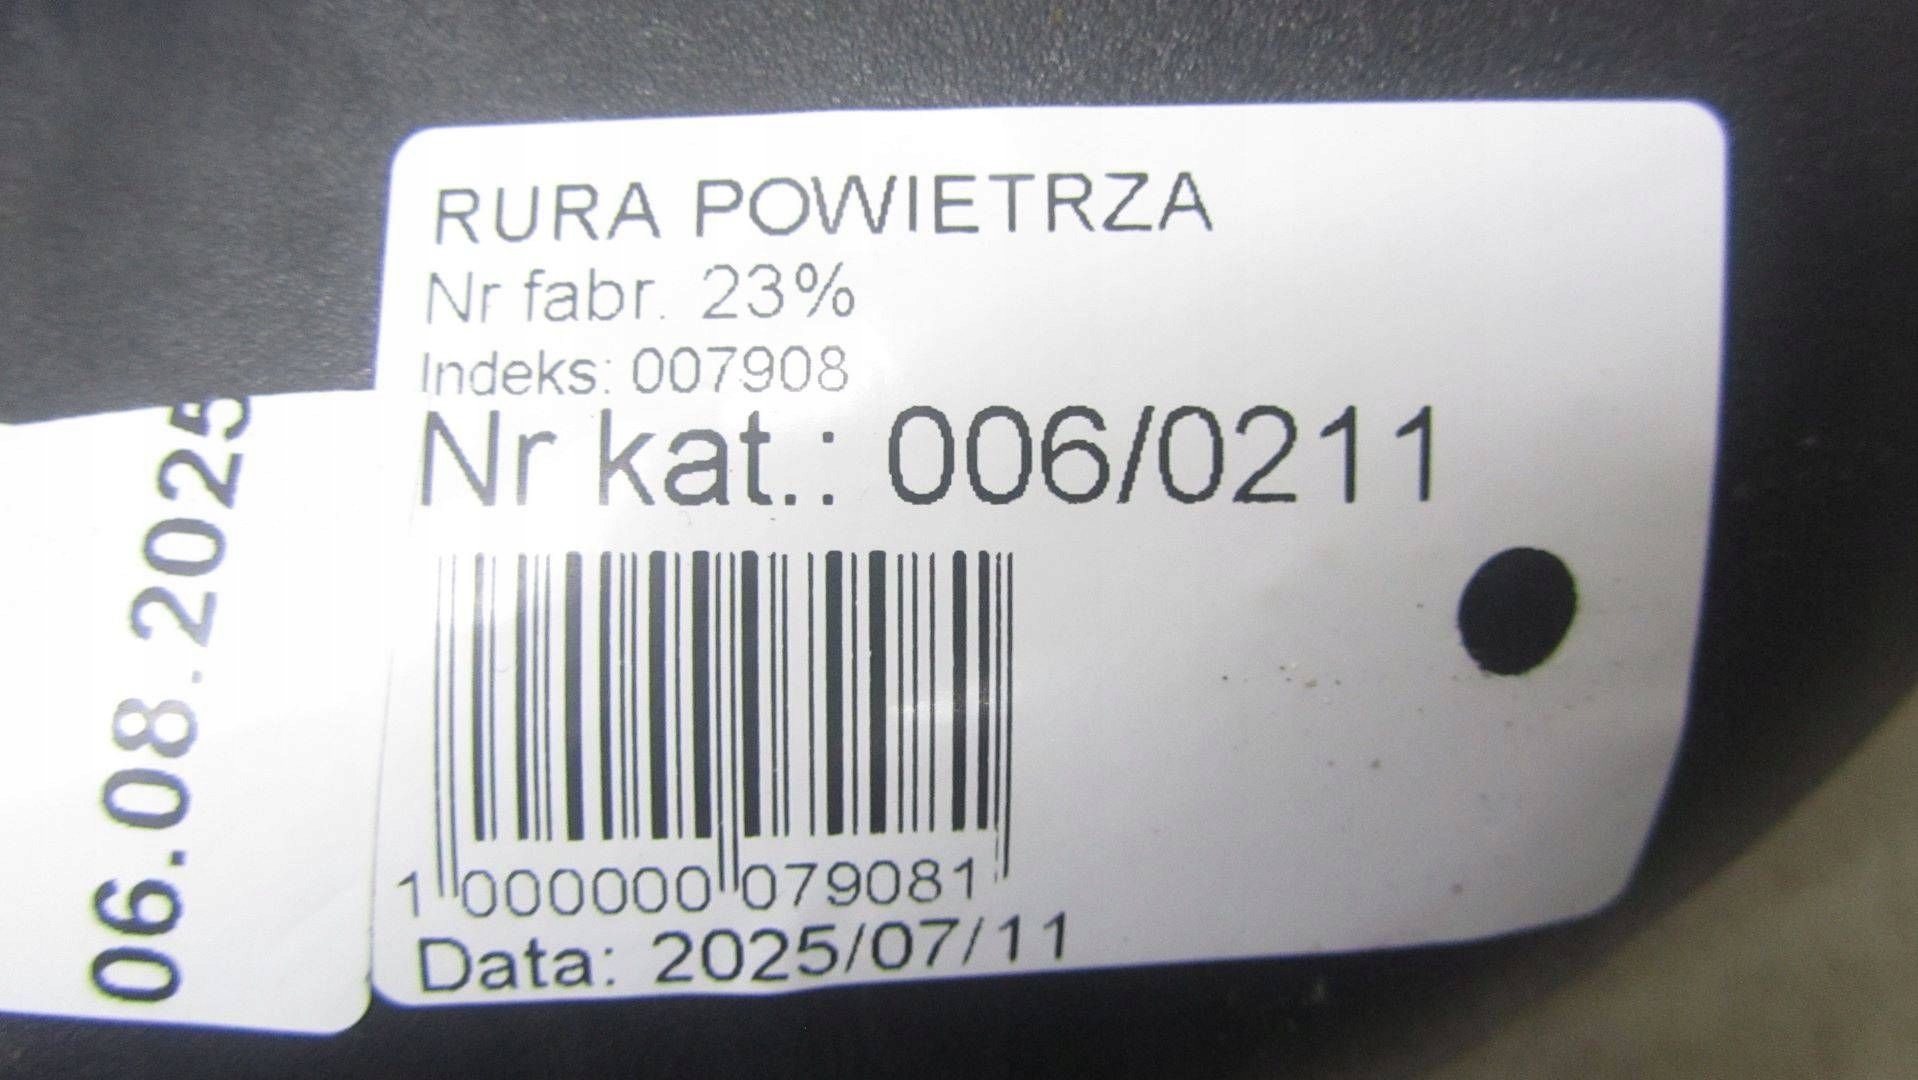 RURA POWIETRZA
Nr fabr. 23%
Indeks: 007908
Nr kat.: 006/0211
1 000000 079081
Data: 2025/07/11
06.08.2025